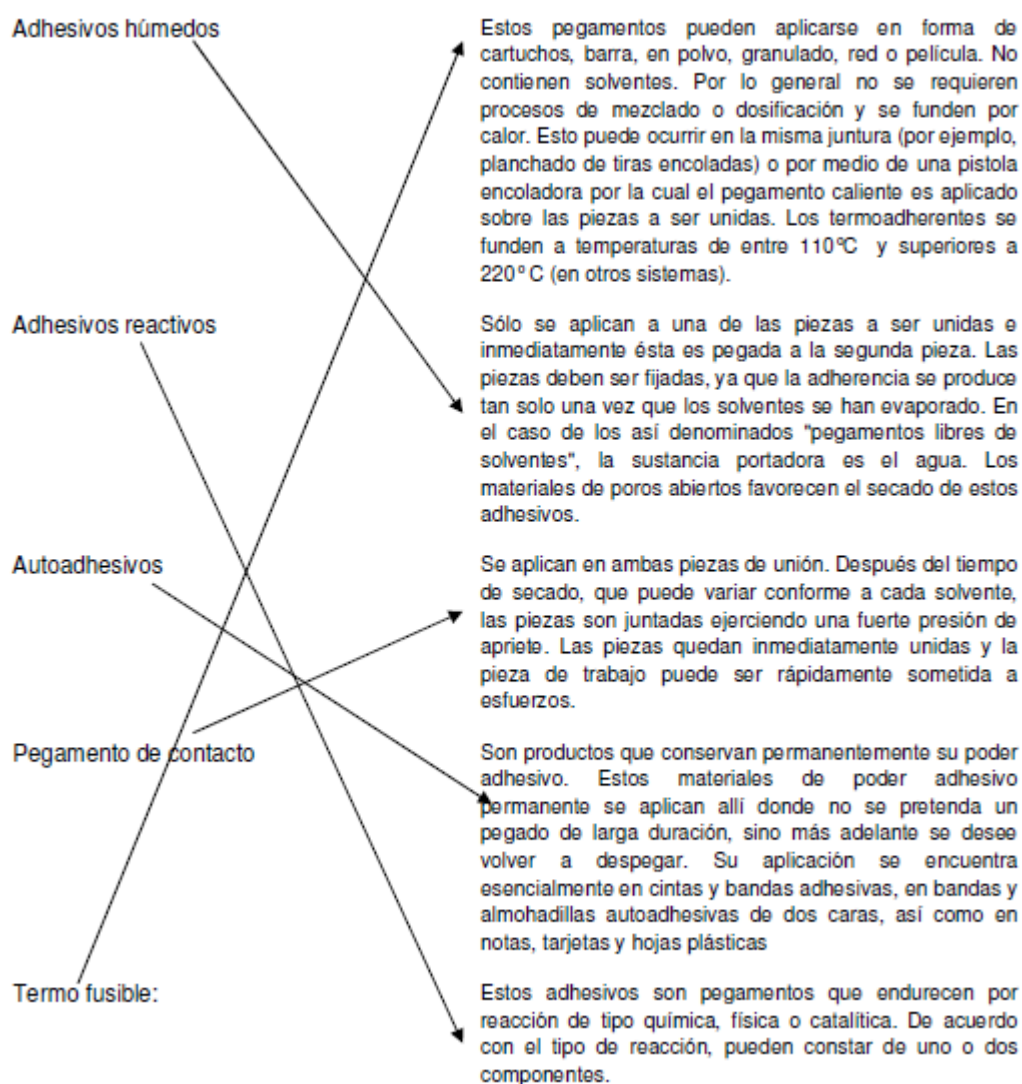 Adhesivos húmedos
Estos pegamentos pueden aplicarse en forma de
cartuchos, barra, en polvo, granulado, red o película. No
contienen solventes. Por lo general no se requieren
procesos de mezclado o dosificación y se funden por
calor. Esto puede ocurrir en la misma juntura (por ejemplo,
planchado de tiras encoladas) o por medio de una pistola
encoladora por la cual el pegamento caliente es aplicado
sobre las piezas a ser unidas. Los termoadherentes se
funden a temperaturas de entre 110ºC y superiores a
220º C (en otros sistemas).
Adhesivos reactivos
Sólo se aplican a una de las piezas a ser unidas e
inmediatamente ésta es pegada a la segunda pieza. Las
piezas deben ser fijadas, ya que la adherencia se produce
tan solo una vez que los solventes se han evaporado. En
el caso de los así denominados "pegamentos libres de
solventes", la sustancia portadora es el agua. Los
materiales de poros abiertos favorecen el secado de estos
adhesivos.
Autoadhesivos
Se aplican en ambas piezas de unión. Después del tiempo
de secado, que puede variar conforme a cada solvente,
las piezas son juntadas ejerciendo una fuerte presión de
apriete. Las piezas quedan inmediatamente unidas y la
pieza de trabajo puede ser rápidamente sometida a
esfuerzos.
Pegamento de contacto
Son productos que conservan permanentemente su poder
adhesivo. Estos materiales de poder adhesivo
permanente se aplican allí donde no se pretenda un
pegado de larga duración, sino más adelante se desee
volver a despegar. Su aplicación se encuentra
esencialmente en cintas y bandas adhesivas, en bandas y
almohadillas autoadhesivas de dos caras, así como en
notas, tarjetas y hojas plásticas
Termo fusible:
Estos adhesivos son pegamentos que endurecen por
reacción de tipo química, física o catalítica. De acuerdo
con el tipo de reacción, pueden constar de uno o dos
componentes.